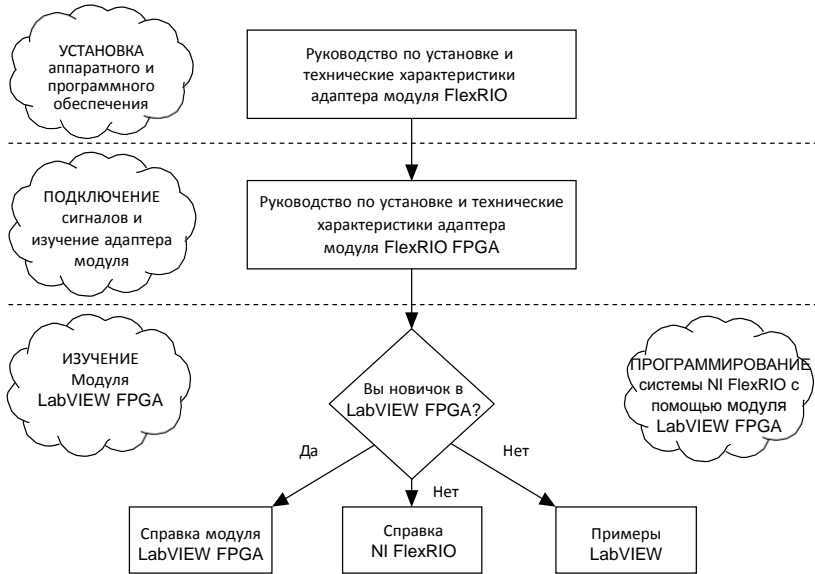 УСТАНОВКА
аппаратного и
программного
обеспечения
Руководство по установке и
технические характеристики
адаптера модуля FlexRIO
ПОДКЛЮЧЕНИЕ
сигналов и
изучение адаптера
модуля
Руководство по установке и технические
характеристики адаптера
модуля FlexRIO FPGA
ИЗУЧЕНИЕ
Модуля
LabVIEW FPGA
Вы новичок в
LabVIEW FPGA?
ПРОГРАММИРОВАНИЕ
системы NI FlexRIO с
помощью модуля
LabVIEW FPGA
Да
Нет
Нет
Справка модуля
LabVIEW FPGA
Справка
NI FlexRIO
Примеры
LabVIEW